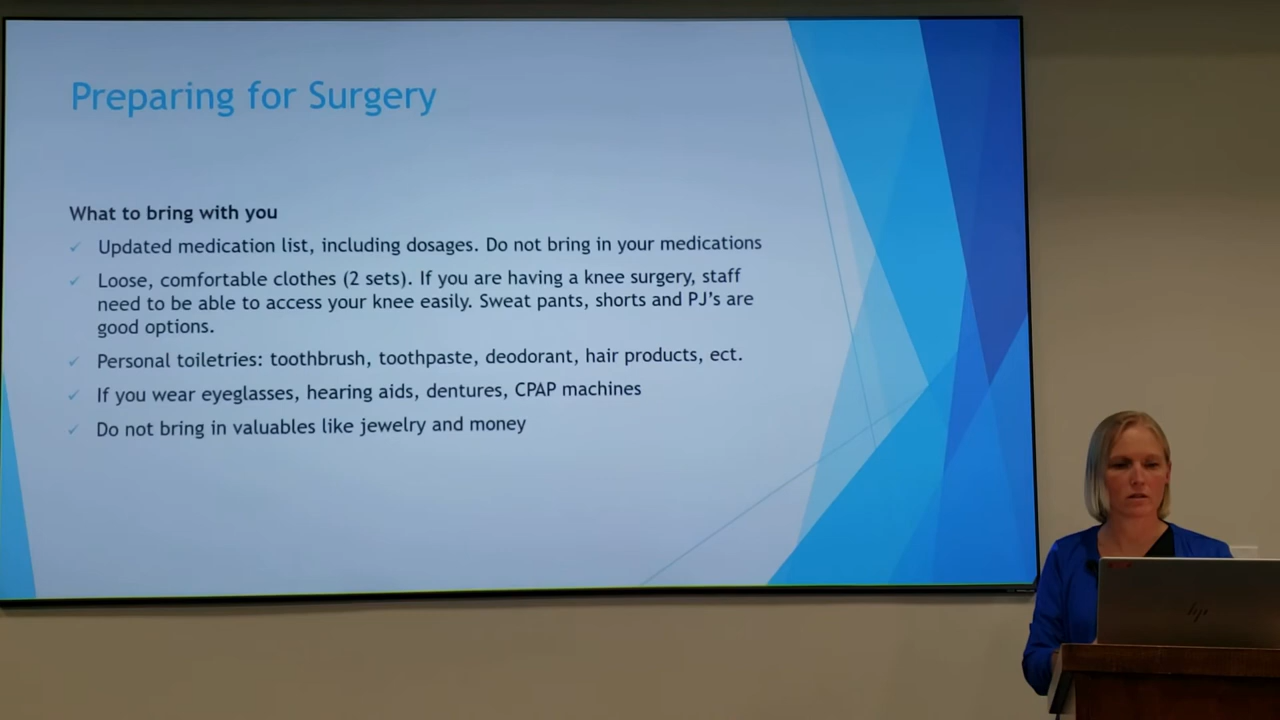 Preparing for Surgery
What to bring with you
✓ Updated medication list, including dosages. Do not bring in your medications
✓ Loose, comfortable clothes (2 sets). If you are having a knee surgery, staff
need to be able to access your knee easily. Sweat pants, shorts and PJ's are
good options.
✓ Personal toiletries: toothbrush, toothpaste, deodorant, hair products, ect.
✓ If you wear eyeglasses, hearing aids, dentures, CPAP machines
✓ Do not bring in valuables like jewelry and money
hp